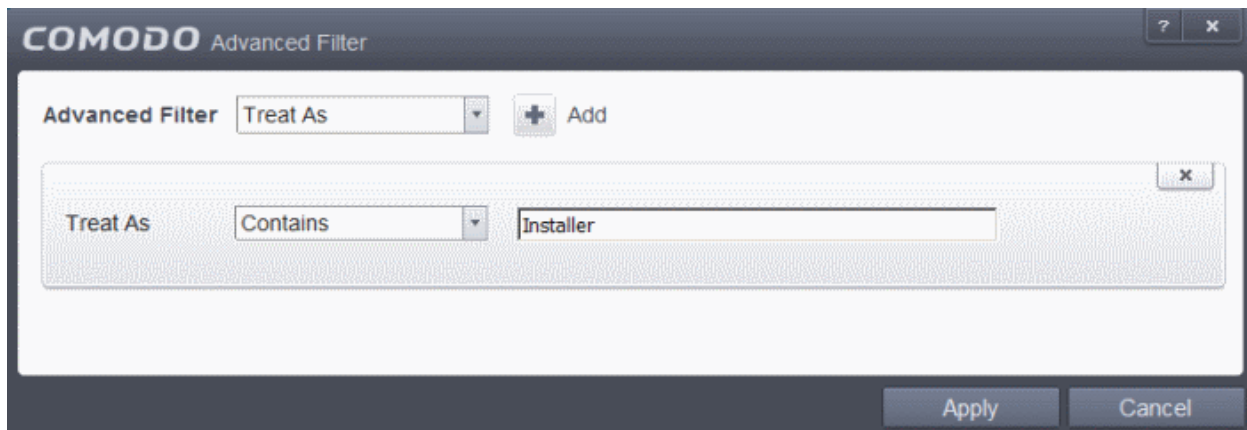 COMODO Advanced Filter ? x
Advanced Filter Treat As + Add
x
Treat As Contains Installer
Apply Cancel